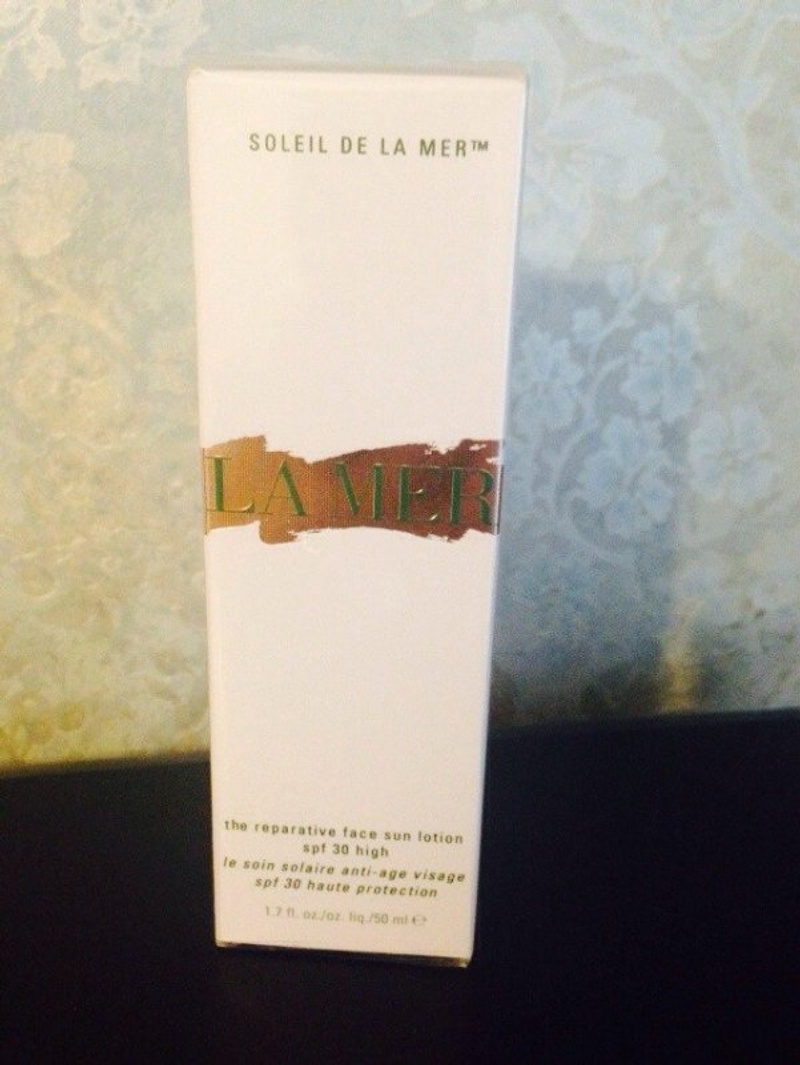 SOLEIL DE LA MER™
LA MER
the reparative face sun lotion
spf 30 high
le soin solaire anti-age visage
spf 30 haute protection
1.7 fl. oz./oz. liq./50 ml ℮